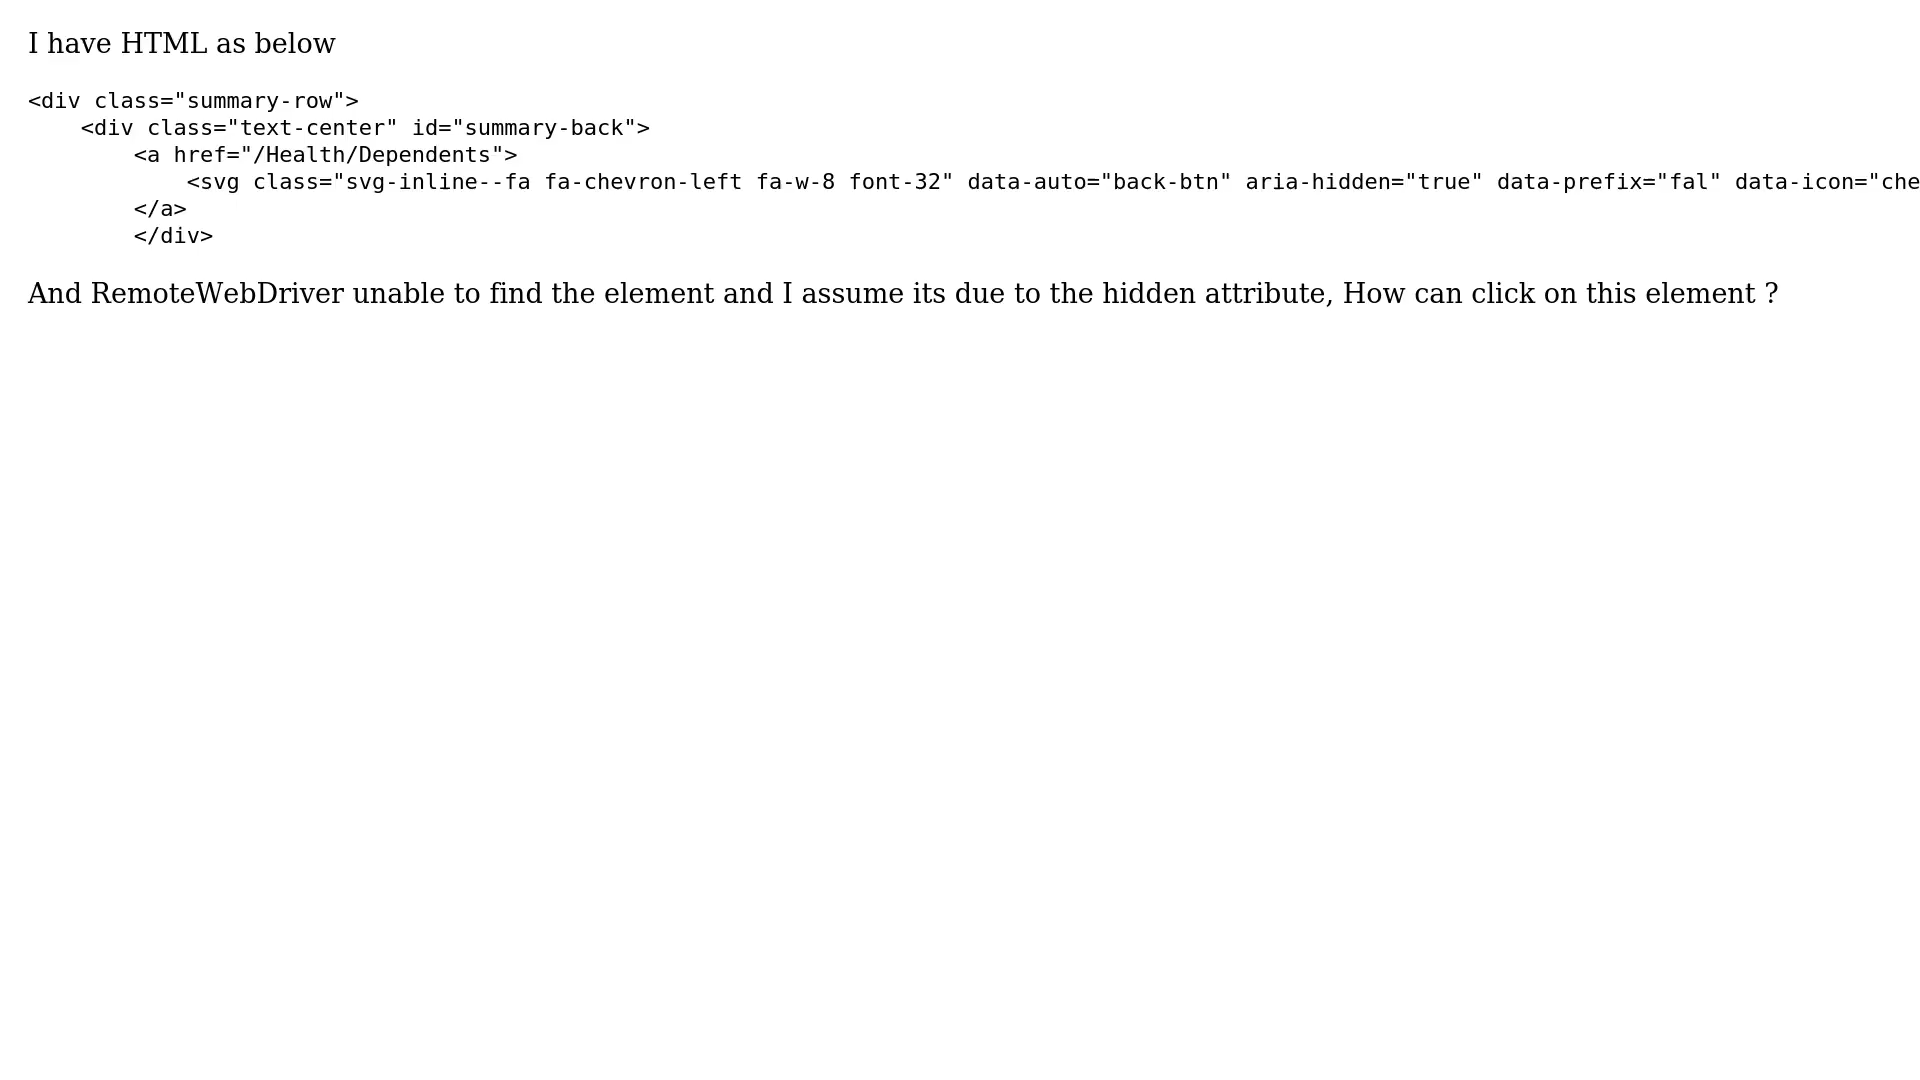 I have HTML as below
<div class="summary-row">
    <div class="text-center" id="summary-back">
        <a href="/Health/Dependents">
            <svg class="svg-inline--fa fa-chevron-left fa-w-8 font-32" data-auto="back-btn" aria-hidden="true" data-prefix="fal" data-icon="che
        </a>
        </div>
And RemoteWebDriver unable to find the element and I assume its due to the hidden attribute, How can click on this element ?